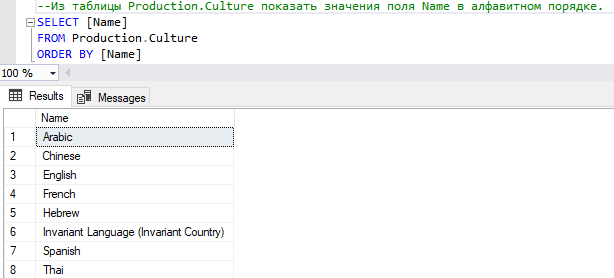 --Из таблицы Production.Culture показать значения поля Name в алфавитном порядке.
SELECT [Name]
FROM Production.Culture
ORDER BY [Name]
100 %
Results Messages
Name
1 Arabic
2 Chinese
3 English
4 French
5 Hebrew
6 Invariant Language (Invariant Country)
7 Spanish
8 Thai